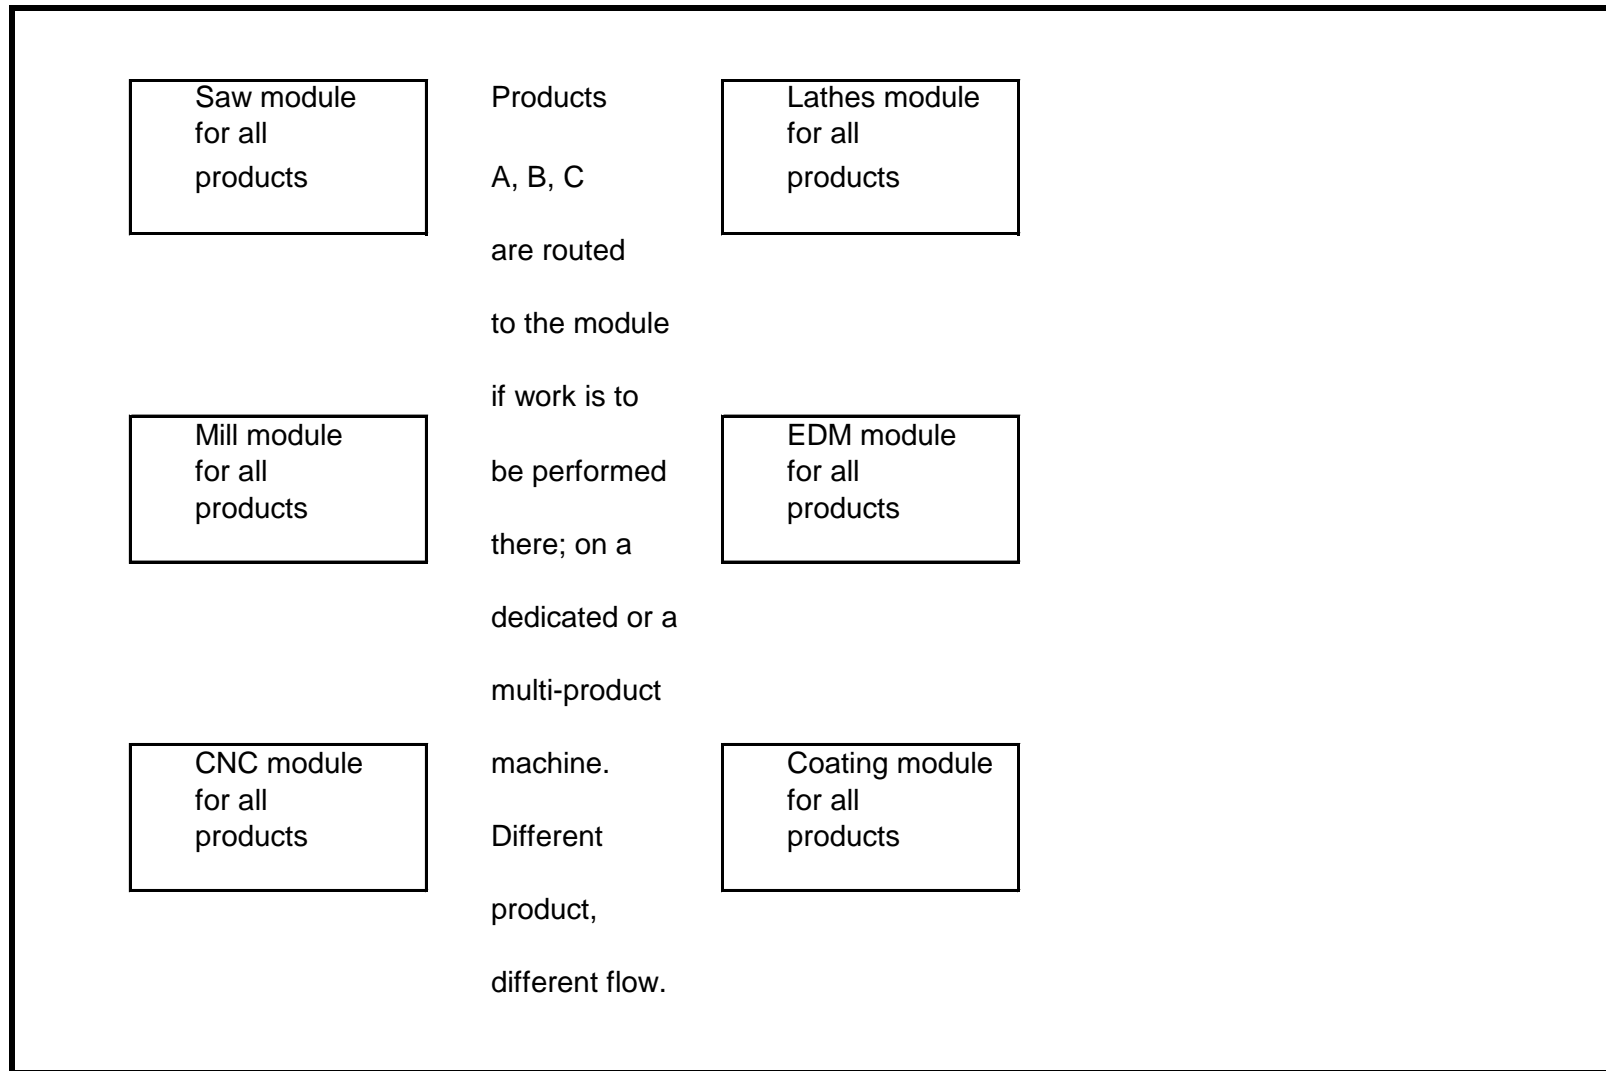 Saw module
for all
products
Products
A, B, C
are routed
to the module
if work is to
be performed
there; on a
dedicated or a
multi-product
machine.
Different
product,
different flow.
Lathes module
for all
products
Mill module
for all
products
EDM module
for all
products
CNC module
for all
products
Coating module
for all
products